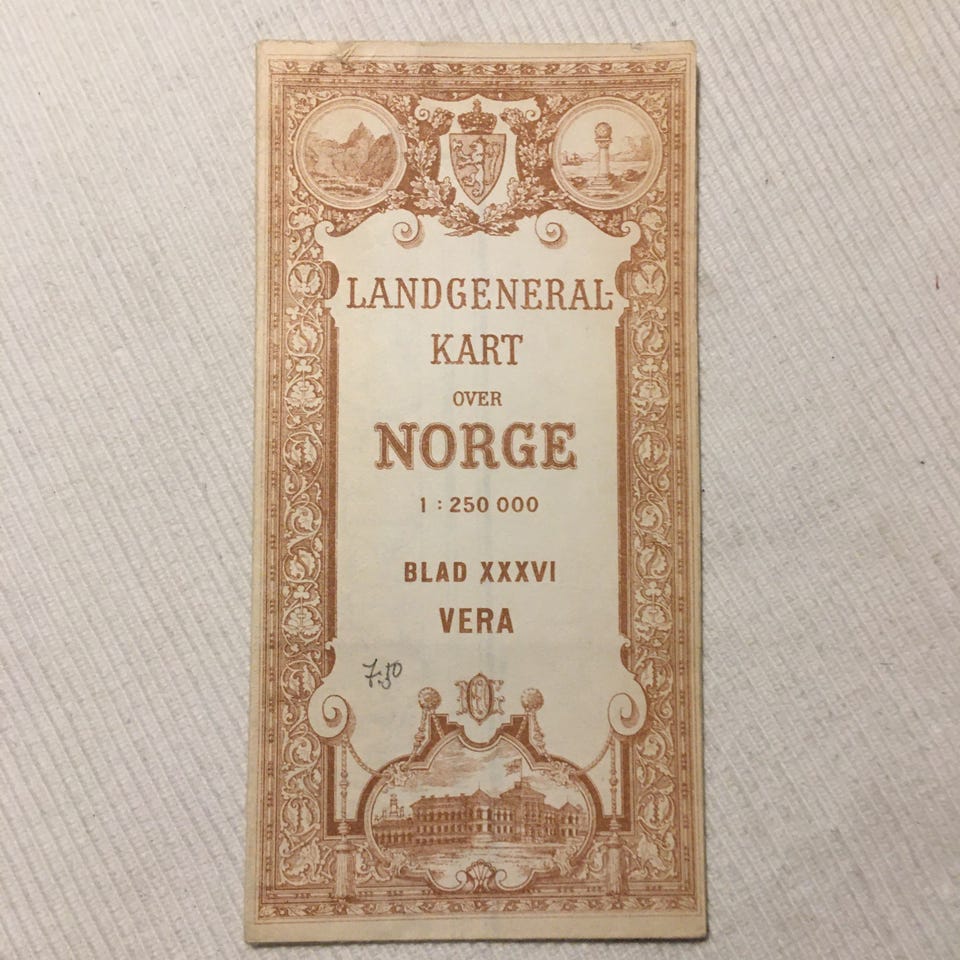 LANDGENERAL-
KART
OVER
NORGE
1 : 250 000
BLAD XXXVI
VERA
7.50